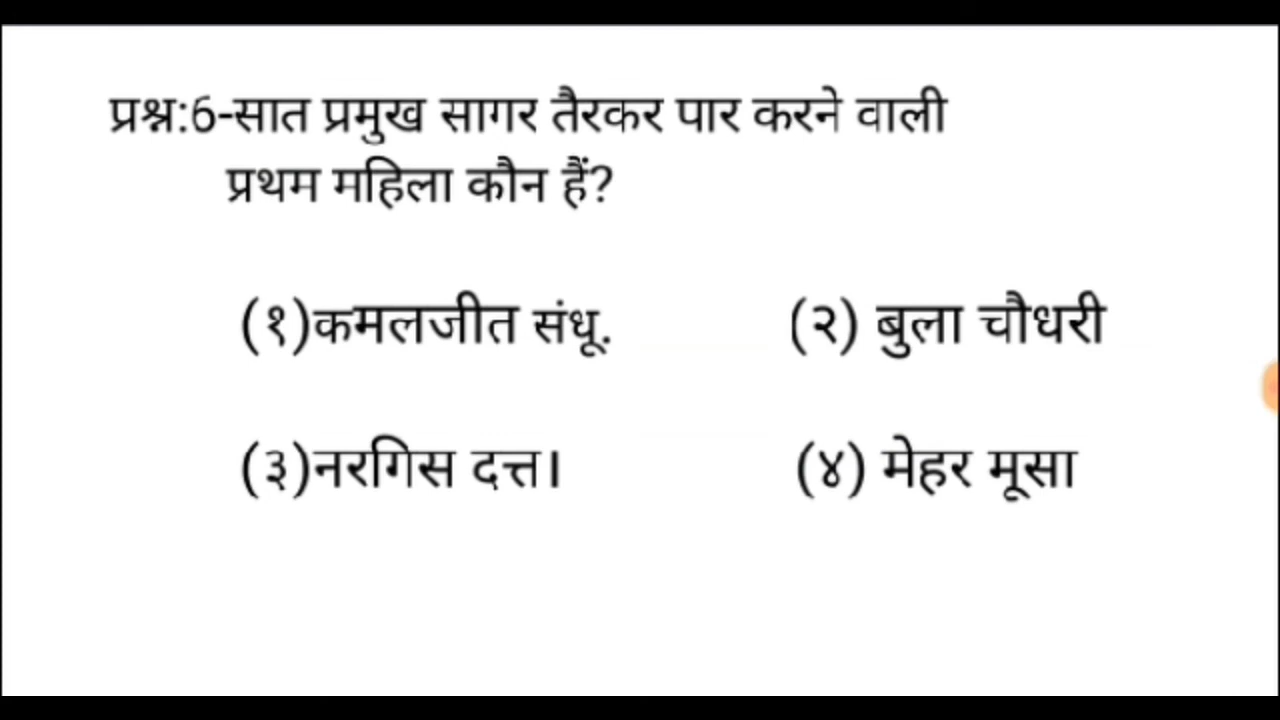 प्रश्न:6-सात प्रमुख सागर तैरकर पार करने वाली
प्रथम महिला कौन हैं?
(१)कमलजीत संधू. (२) बुला चौधरी
(३)नरगिस दत्त। (४) मेहर मूसा